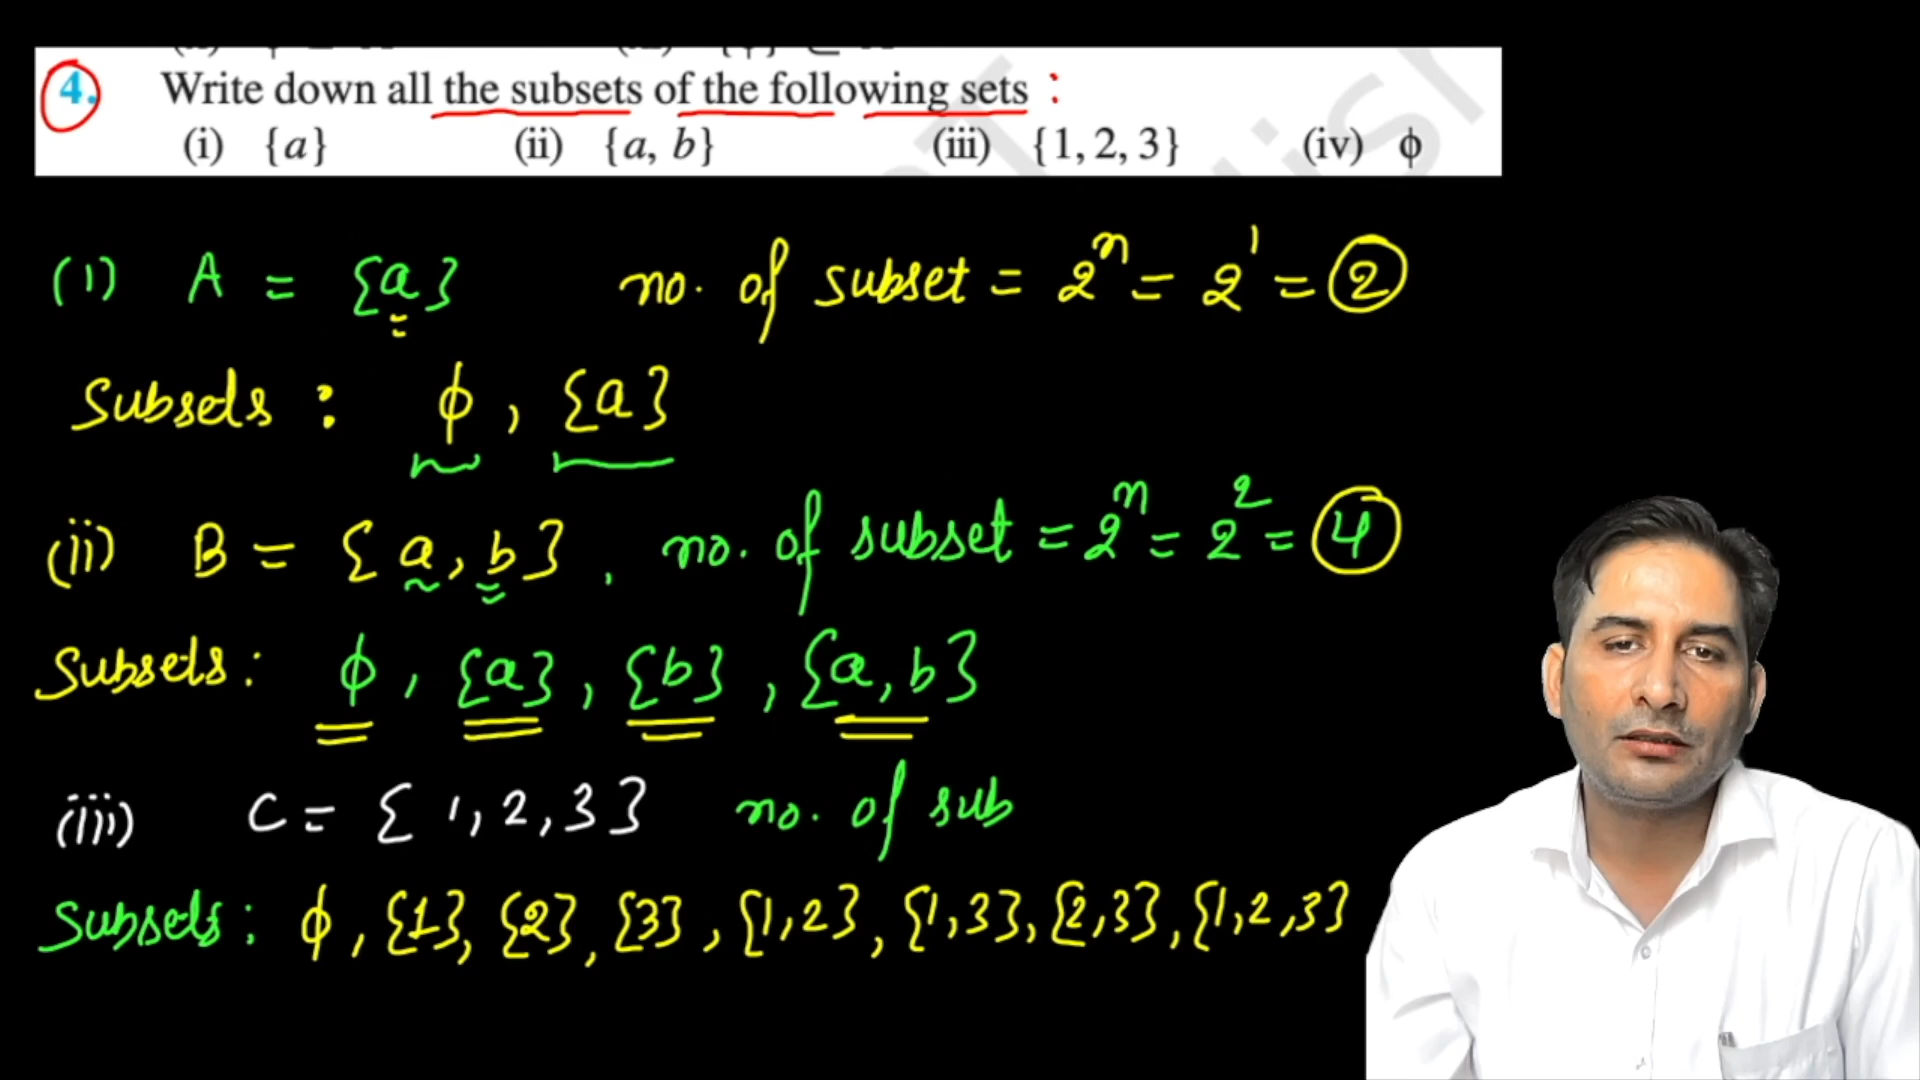 4. Write down all the subsets of the following sets :
(i) {a} (ii) {a, b} (iii) {1, 2, 3} (iv) ϕ
(i) A = {a} no. of subset = 2ⁿ = 2¹ = 2
Subsets : ϕ, {a}
(ii) B = {a, b}, no. of subset = 2ⁿ = 2² = 4
Subsets : ϕ, {a}, {b}, {a, b}
(iii) C = {1, 2, 3} no. of sub
Subsets : ϕ, {1}, {2}, {3}, {1, 2}, {1, 3}, {2, 3}, {1, 2, 3}